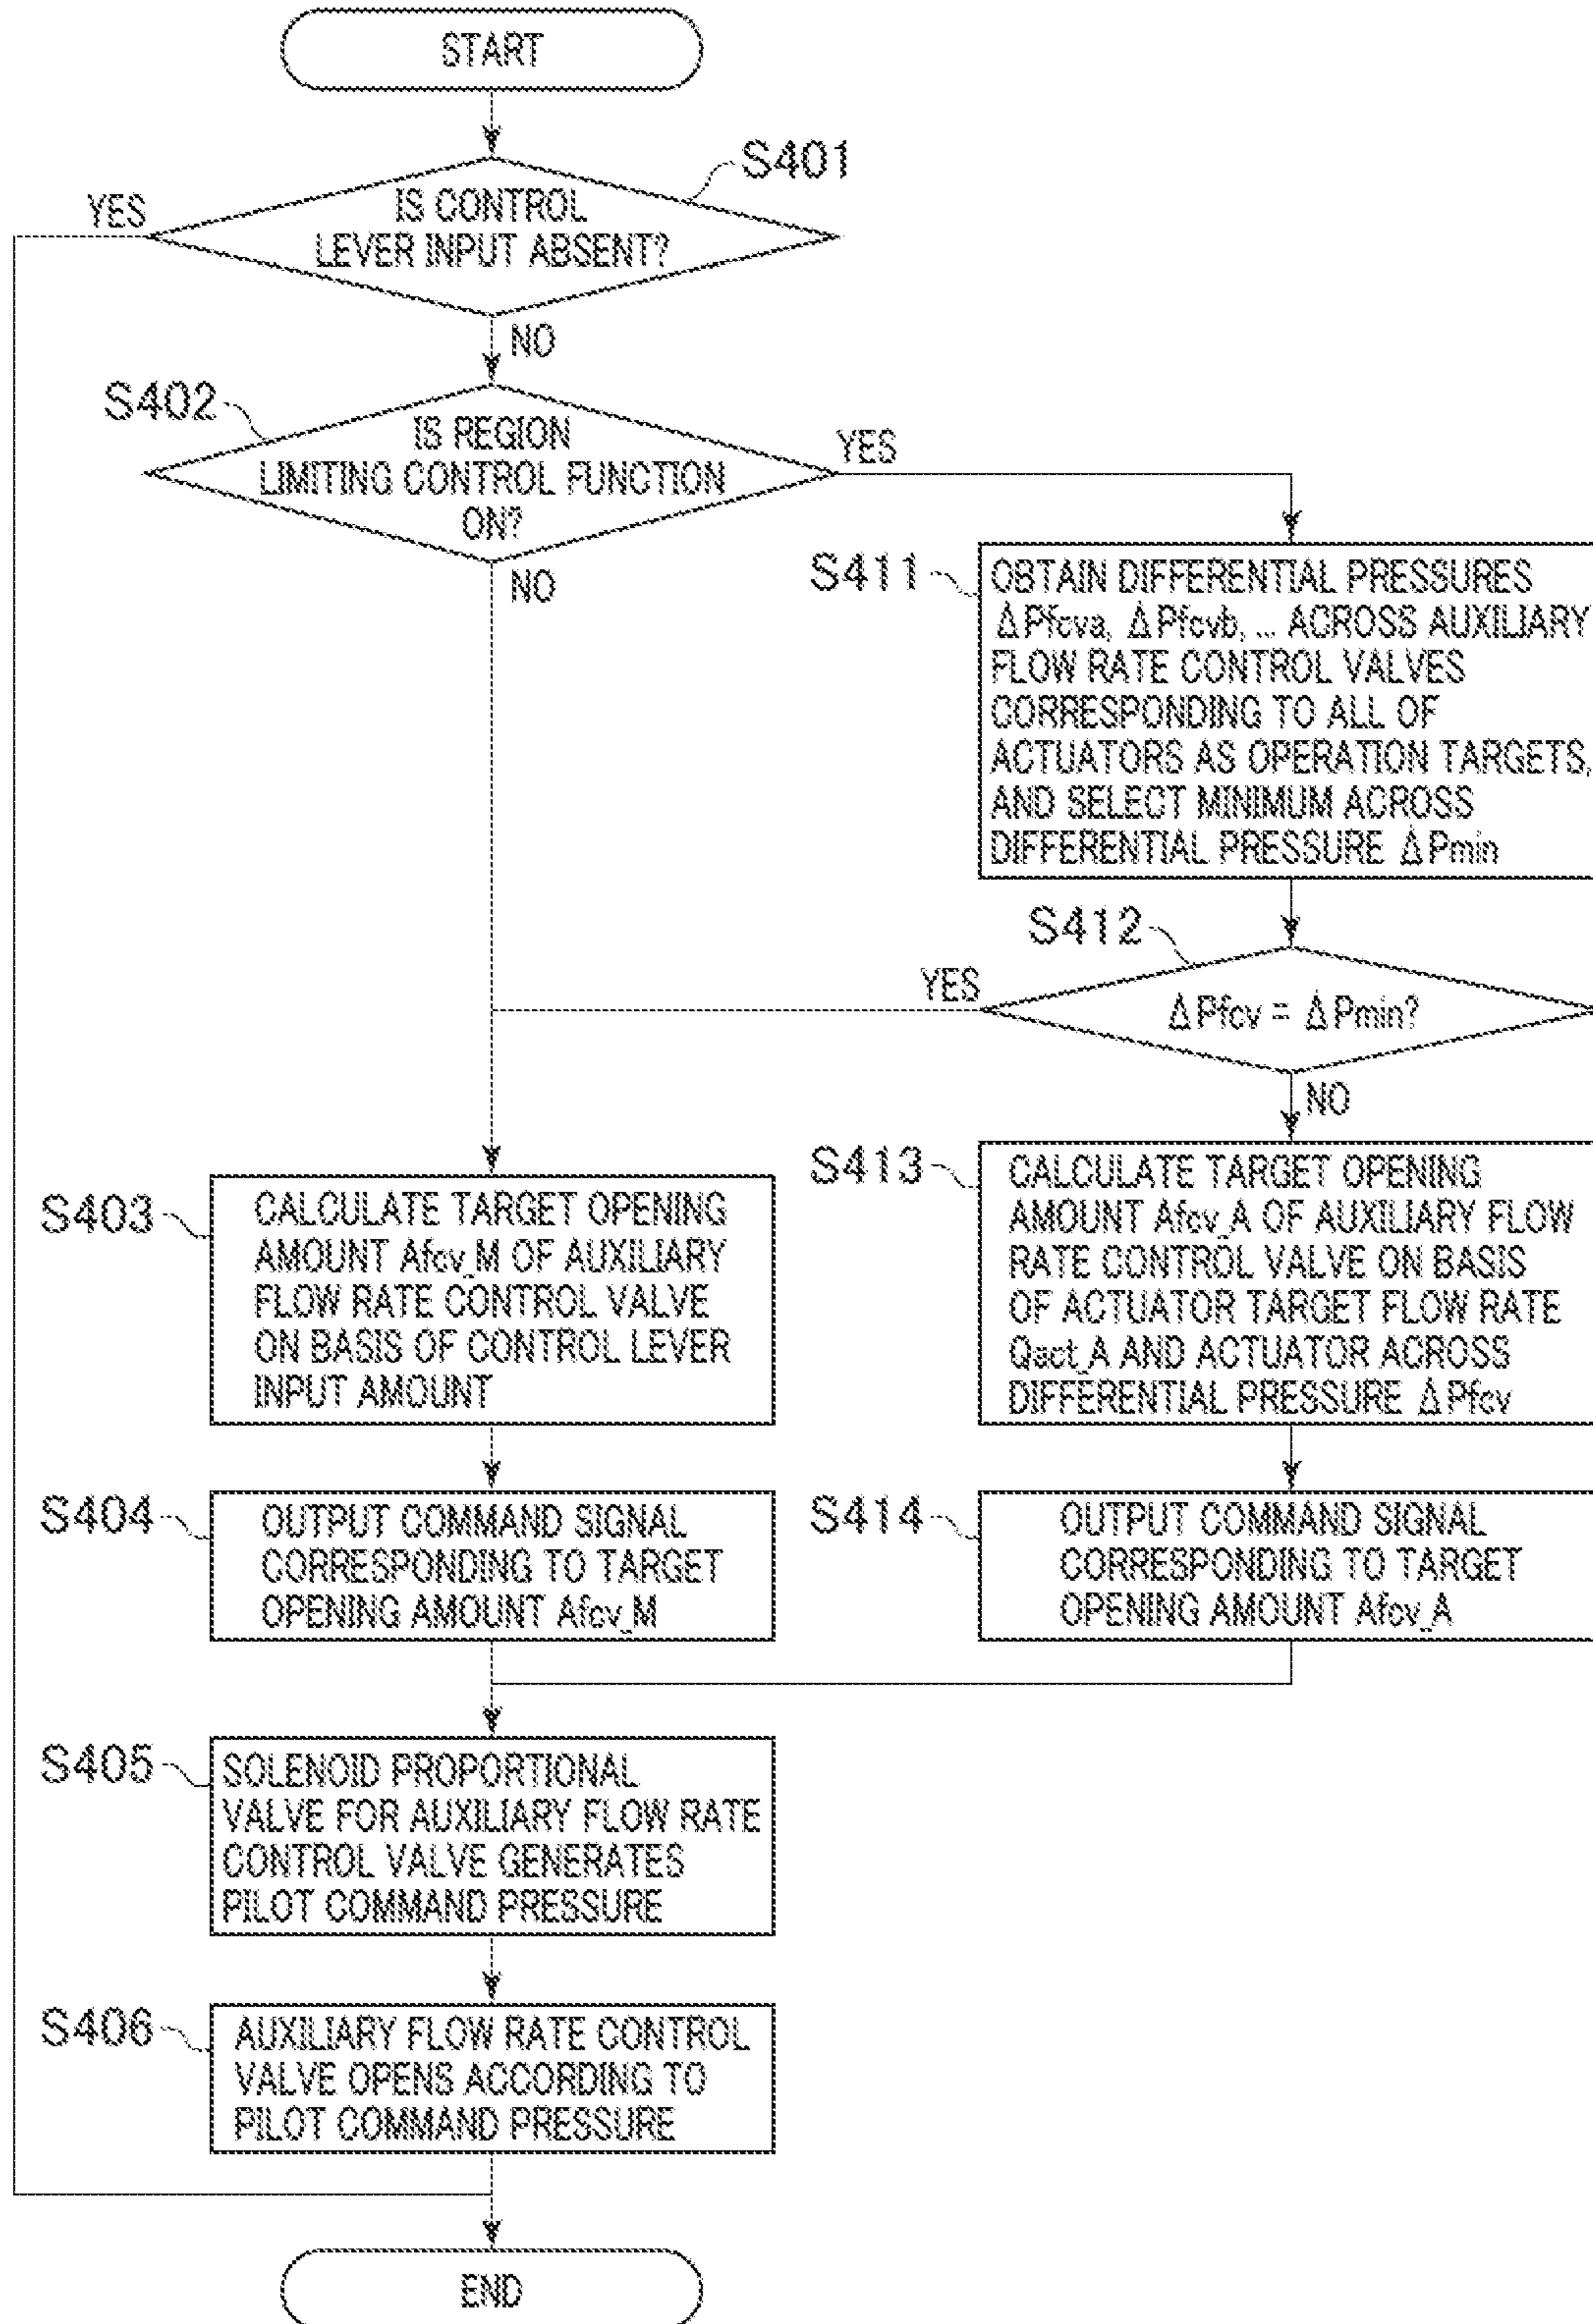 START
S401
YES
IS CONTROL
LEVER INPUT ABSENT?
NO
S402
IS REGION
LIMITING CONTROL FUNCTION
ON?
YES
NO
S411
OBTAIN DIFFERENTIAL PRESSURES
ΔPfcva, ΔPfcvb, ... ACROSS AUXILIARY
FLOW RATE CONTROL VALVES
CORRESPONDING TO ALL OF
ACTUATORS AS OPERATION TARGETS,
AND SELECT MINIMUM ACROSS
DIFFERENTIAL PRESSURE ΔPmin
S412
YES
ΔPfcv = ΔPmin?
NO
S403
CALCULATE TARGET OPENING
AMOUNT Afcv_M OF AUXILIARY
FLOW RATE CONTROL VALVE
ON BASIS OF CONTROL LEVER
INPUT AMOUNT
S413
CALCULATE TARGET OPENING
AMOUNT Afcv_A OF AUXILIARY FLOW
RATE CONTROL VALVE ON BASIS
OF ACTUATOR TARGET FLOW RATE
Qact_A AND ACTUATOR ACROSS
DIFFERENTIAL PRESSURE ΔPfcv
S404
OUTPUT COMMAND SIGNAL
CORRESPONDING TO TARGET
OPENING AMOUNT Afcv_M
S414
OUTPUT COMMAND SIGNAL
CORRESPONDING TO TARGET
OPENING AMOUNT Afcv_A
S405
SOLENOID PROPORTIONAL
VALVE FOR AUXILIARY FLOW RATE
CONTROL VALVE GENERATES
PILOT COMMAND PRESSURE
S406
AUXILIARY FLOW RATE CONTROL
VALVE OPENS ACCORDING TO
PILOT COMMAND PRESSURE
END